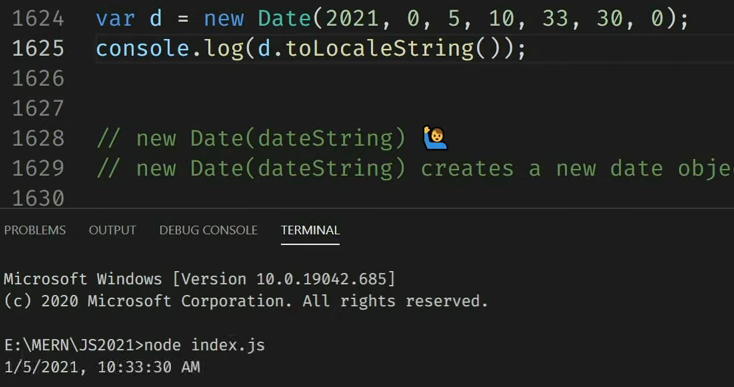 1624 var d = new Date(2021, 0, 5, 10, 33, 30, 0);
1625 console.log(d.toLocaleString());
1626
1627
1628 // new Date(dateString) 🙋‍♂️
1629 // new Date(dateString) creates a new date obje
1630
PROBLEMS OUTPUT DEBUG CONSOLE TERMINAL
Microsoft Windows [Version 10.0.19042.685]
(c) 2020 Microsoft Corporation. All rights reserved.
E:\MERN\JS2021>node index.js
1/5/2021, 10:33:30 AM